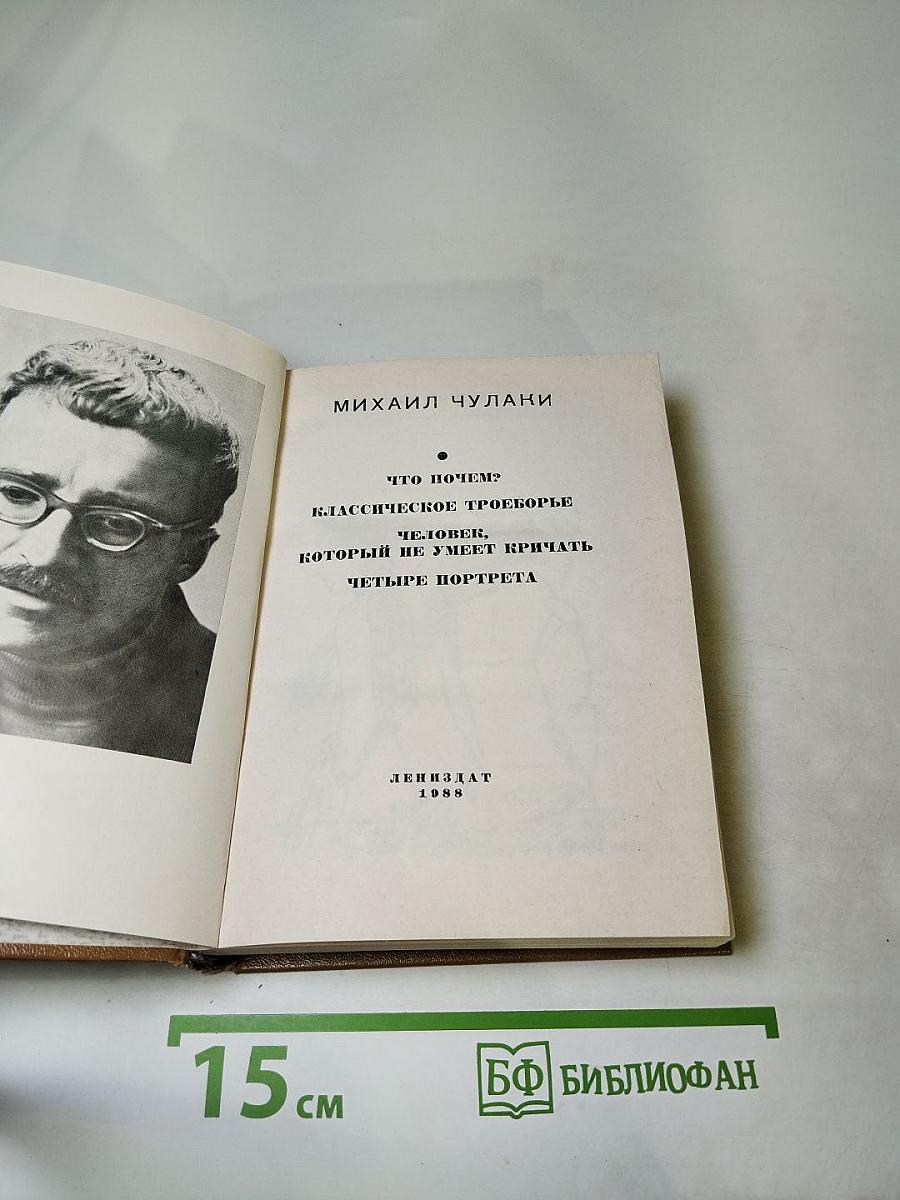 МИХАИЛ ЧУЛАКИ
ЧТО ПОЧЕМ?
КЛАССИЧЕСКОЕ ТРОЕБОРЬЕ
ЧЕЛОВЕК,
КОТОРЫЙ НЕ УМЕЕТ КРИЧАТЬ
ЧЕТЫРЕ ПОРТРЕТА
ЛЕНИЗДАТ
1988
15 см
БФ БИБЛИОФАН